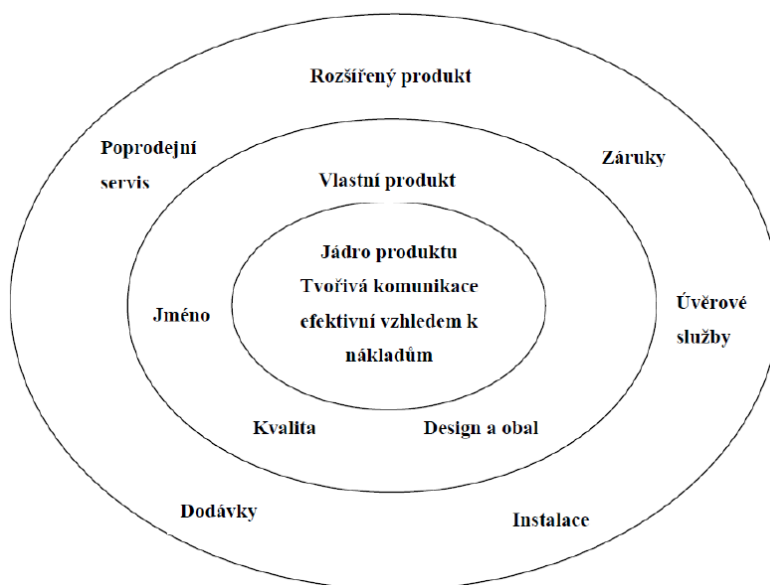 Rozšířený produkt
Poprodejní
servis
Záruky
Vlastní produkt
Jádro produktu
Tvořivá komunikace
efektivní vzhledem k
nákladům
Jméno
Úvěrové
služby
Kvalita
Design a obal
Dodávky
Instalace